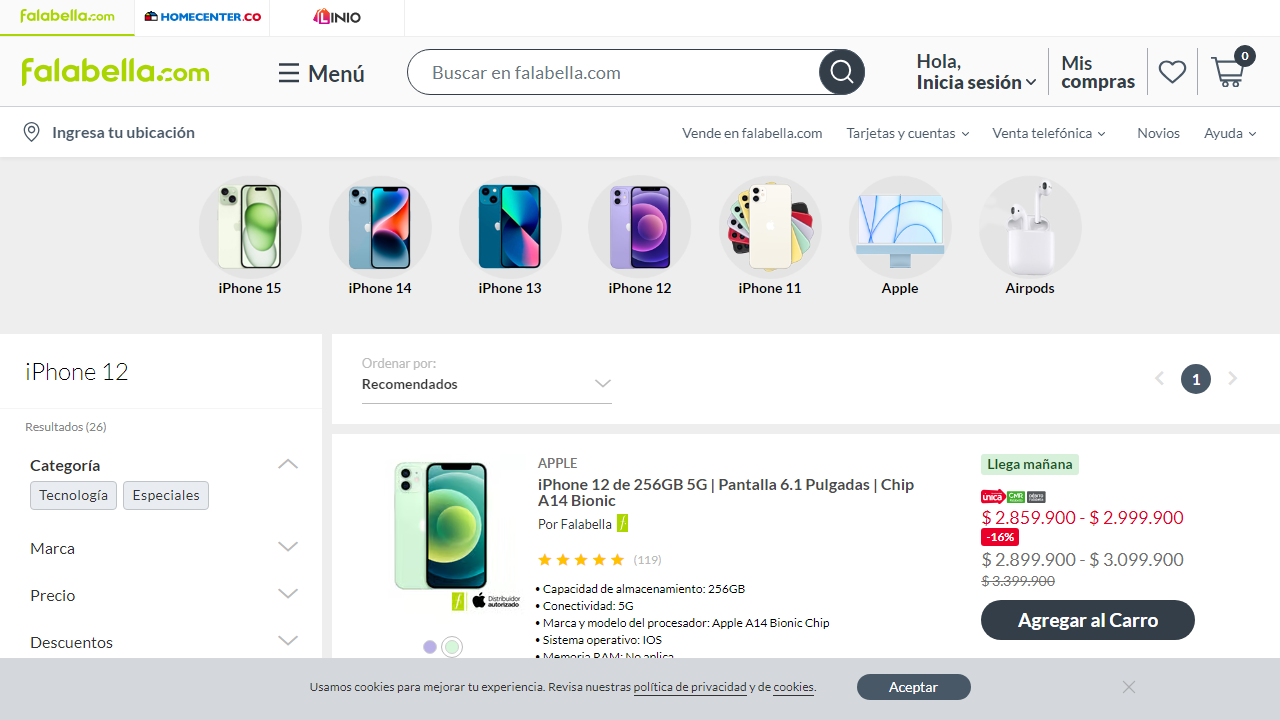 falabella.com
HOMECENTER.CO
LINIO
falabella.com
Menú
Buscar en falabella.com
Hola,
Inicia sesión
Mis
compras
0
Ingresa tu ubicación
Vende en falabella.com
Tarjetas y cuentas
Venta telefónica
Novios
Ayuda
iPhone 15
iPhone 14
iPhone 13
iPhone 12
iPhone 11
Apple
Airpods
iPhone 12
Resultados (26)
Categoría
Tecnología
Especiales
Marca
Precio
Descuentos
Ordenar por:
Recomendados
1
f
Distribuidor
autorizado
APPLE
iPhone 12 de 256GB 5G | Pantalla 6.1 Pulgadas | Chip
A14 Bionic
Por Falabella f
(119)
• Capacidad de almacenamiento: 256GB
• Conectividad: 5G
• Marca y modelo del procesador: Apple A14 Bionic Chip
• Sistema operativo: IOS
• Memoria RAM: No aplica
Llega mañana
única CMR
$ 2.859.900 - $ 2.999.900
-16%
$ 2.899.900 - $ 3.099.900
$ 3.399.900
Agregar al Carro
Usamos cookies para mejorar tu experiencia. Revisa nuestras política de privacidad y de cookies.
Aceptar